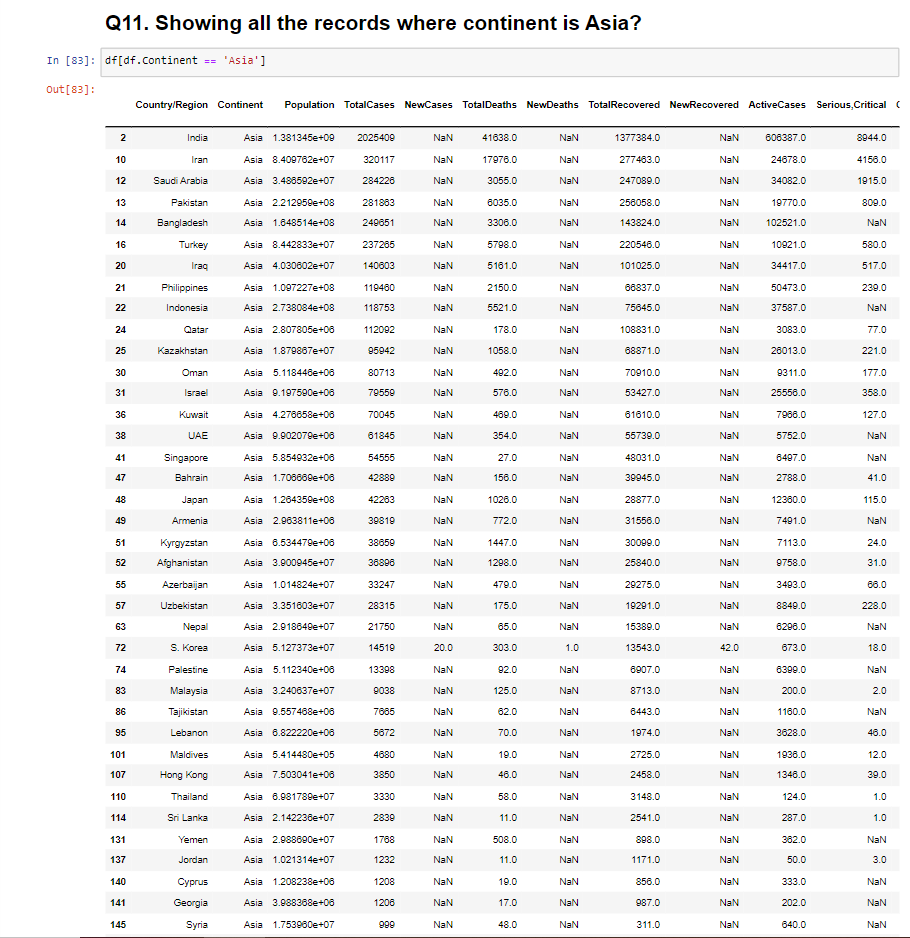 Q11. Showing all the records where continent is Asia?
In [83]: df[df.Continent == 'Asia']
Out[83]:
Country/Region Continent Population TotalCases NewCases TotalDeaths NewDeaths TotalRecovered NewRecovered ActiveCases Serious,Critical
2 India Asia 1.381345e+09 2025409 NaN 41638.0 NaN 1377384.0 NaN 606387.0 8944.0
10 Iran Asia 8.409762e+07 320117 NaN 17976.0 NaN 277463.0 NaN 24678.0 4156.0
12 Saudi Arabia Asia 3.486592e+07 284226 NaN 3055.0 NaN 247089.0 NaN 34082.0 1915.0
13 Pakistan Asia 2.212959e+08 281863 NaN 6035.0 NaN 256058.0 NaN 19770.0 809.0
14 Bangladesh Asia 1.648514e+08 249651 NaN 3306.0 NaN 143824.0 NaN 102521.0 NaN
16 Turkey Asia 8.442833e+07 237265 NaN 5798.0 NaN 220546.0 NaN 10921.0 580.0
20 Iraq Asia 4.030602e+07 140603 NaN 5161.0 NaN 101025.0 NaN 34417.0 517.0
21 Philippines Asia 1.097227e+08 119460 NaN 2150.0 NaN 66837.0 NaN 50473.0 239.0
22 Indonesia Asia 2.738084e+08 118753 NaN 5521.0 NaN 75645.0 NaN 37587.0 NaN
24 Qatar Asia 2.807805e+06 112092 NaN 178.0 NaN 108831.0 NaN 3083.0 77.0
25 Kazakhstan Asia 1.879867e+07 95942 NaN 1058.0 NaN 68871.0 NaN 26013.0 221.0
30 Oman Asia 5.118446e+06 80713 NaN 492.0 NaN 70910.0 NaN 9311.0 177.0
31 Israel Asia 9.197590e+06 79559 NaN 576.0 NaN 53427.0 NaN 25556.0 358.0
36 Kuwait Asia 4.276658e+06 70045 NaN 469.0 NaN 61610.0 NaN 7966.0 127.0
38 UAE Asia 9.902079e+06 61845 NaN 354.0 NaN 55739.0 NaN 5752.0 NaN
41 Singapore Asia 5.854932e+06 54555 NaN 27.0 NaN 48031.0 NaN 6497.0 NaN
47 Bahrain Asia 1.706669e+06 42889 NaN 156.0 NaN 39945.0 NaN 2788.0 41.0
48 Japan Asia 1.264359e+08 42263 NaN 1026.0 NaN 28877.0 NaN 12360.0 115.0
49 Armenia Asia 2.963811e+06 39819 NaN 772.0 NaN 31556.0 NaN 7491.0 NaN
51 Kyrgyzstan Asia 6.534479e+06 38659 NaN 1447.0 NaN 30099.0 NaN 7113.0 24.0
52 Afghanistan Asia 3.900945e+07 36896 NaN 1298.0 NaN 25840.0 NaN 9758.0 31.0
55 Azerbaijan Asia 1.014824e+07 33247 NaN 479.0 NaN 29275.0 NaN 3493.0 66.0
57 Uzbekistan Asia 3.351603e+07 28315 NaN 175.0 NaN 19291.0 NaN 8849.0 228.0
63 Nepal Asia 2.918649e+07 21750 NaN 65.0 NaN 15389.0 NaN 6296.0 NaN
72 S. Korea Asia 5.127373e+07 14519 20.0 303.0 1.0 13543.0 42.0 673.0 18.0
74 Palestine Asia 5.112340e+06 13398 NaN 92.0 NaN 6907.0 NaN 6399.0 NaN
83 Malaysia Asia 3.240637e+07 9038 NaN 125.0 NaN 8713.0 NaN 200.0 2.0
86 Tajikistan Asia 9.557468e+06 7665 NaN 62.0 NaN 6443.0 NaN 1160.0 NaN
95 Lebanon Asia 6.822220e+06 5672 NaN 70.0 NaN 1974.0 NaN 3628.0 46.0
101 Maldives Asia 5.414480e+05 4680 NaN 19.0 NaN 2725.0 NaN 1936.0 12.0
107 Hong Kong Asia 7.503041e+06 3850 NaN 46.0 NaN 2458.0 NaN 1346.0 39.0
110 Thailand Asia 6.981789e+07 3330 NaN 58.0 NaN 3148.0 NaN 124.0 1.0
114 Sri Lanka Asia 2.142236e+07 2839 NaN 11.0 NaN 2541.0 NaN 287.0 1.0
131 Yemen Asia 2.988690e+07 1768 NaN 508.0 NaN 898.0 NaN 362.0 NaN
137 Jordan Asia 1.021314e+07 1232 NaN 11.0 NaN 1171.0 NaN 50.0 3.0
140 Cyprus Asia 1.208238e+06 1208 NaN 19.0 NaN 856.0 NaN 333.0 NaN
141 Georgia Asia 3.988368e+06 1206 NaN 17.0 NaN 987.0 NaN 202.0 NaN
145 Syria Asia 1.753960e+07 999 NaN 48.0 NaN 311.0 NaN 640.0 NaN